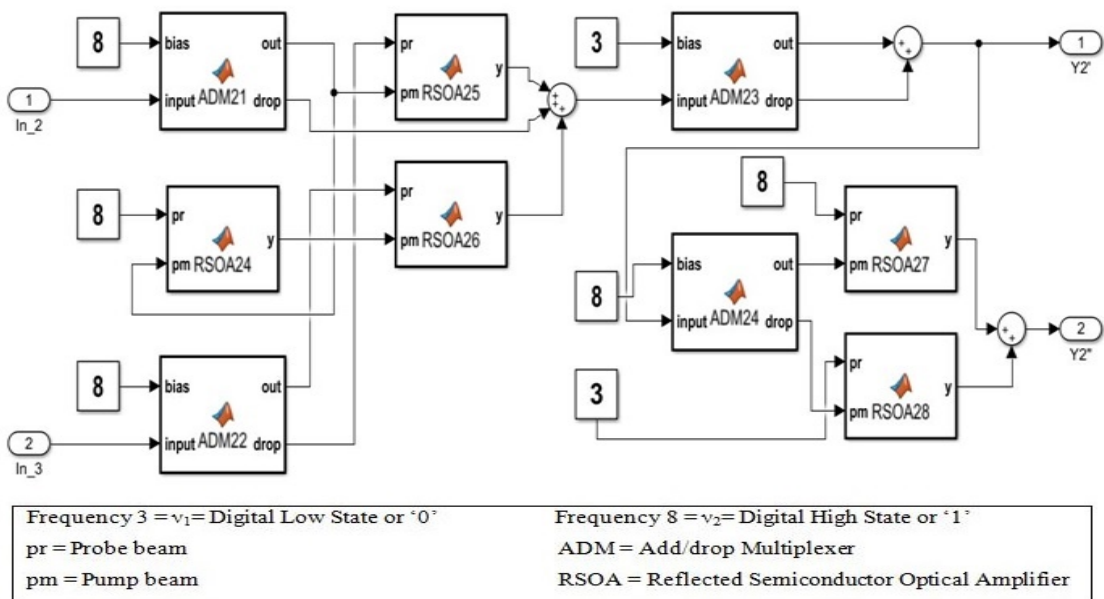 8
bias
out
input
drop
ADM21
1
In_2
pr
y
pm
RSOA25
3
bias
out
input
drop
ADM23
1
Y2'
8
pr
y
pm
RSOA24
pr
y
pm
RSOA26
8
pr
y
pm
RSOA27
8
bias
out
input
drop
ADM24
2
Y2"
8
bias
out
input
drop
ADM22
2
In_3
3
pr
y
pm
RSOA28
Frequency 3 = ν₁= Digital Low State or ‘0’
Frequency 8 = ν₂= Digital High State or ‘1’
pr = Probe beam
ADM = Add/drop Multiplexer
pm = Pump beam
RSOA = Reflected Semiconductor Optical Amplifier